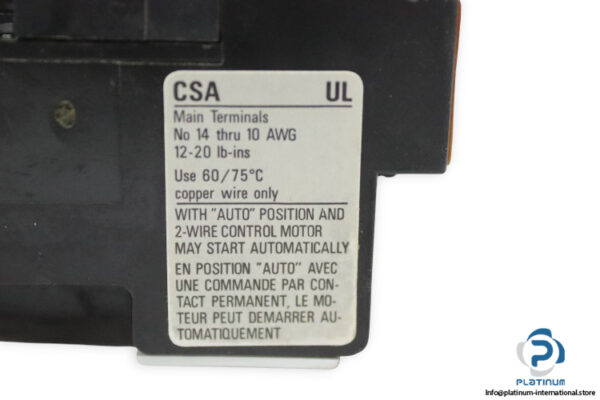 CSA UL
Main Terminals
No 14 thru 10 AWG
12-20 lb-ins
Use 60/75°C
copper wire only
WITH "AUTO" POSITION AND
2-WIRE CONTROL MOTOR
MAY START AUTOMATICALLY
EN POSITION "AUTO" AVEC
UNE COMMANDE PAR CON-
TACT PERMANENT, LE MO-
TEUR PEUT DEMARRER AU-
TOMATIQUEMENT
PLATINUM
Info@platinum-international.store